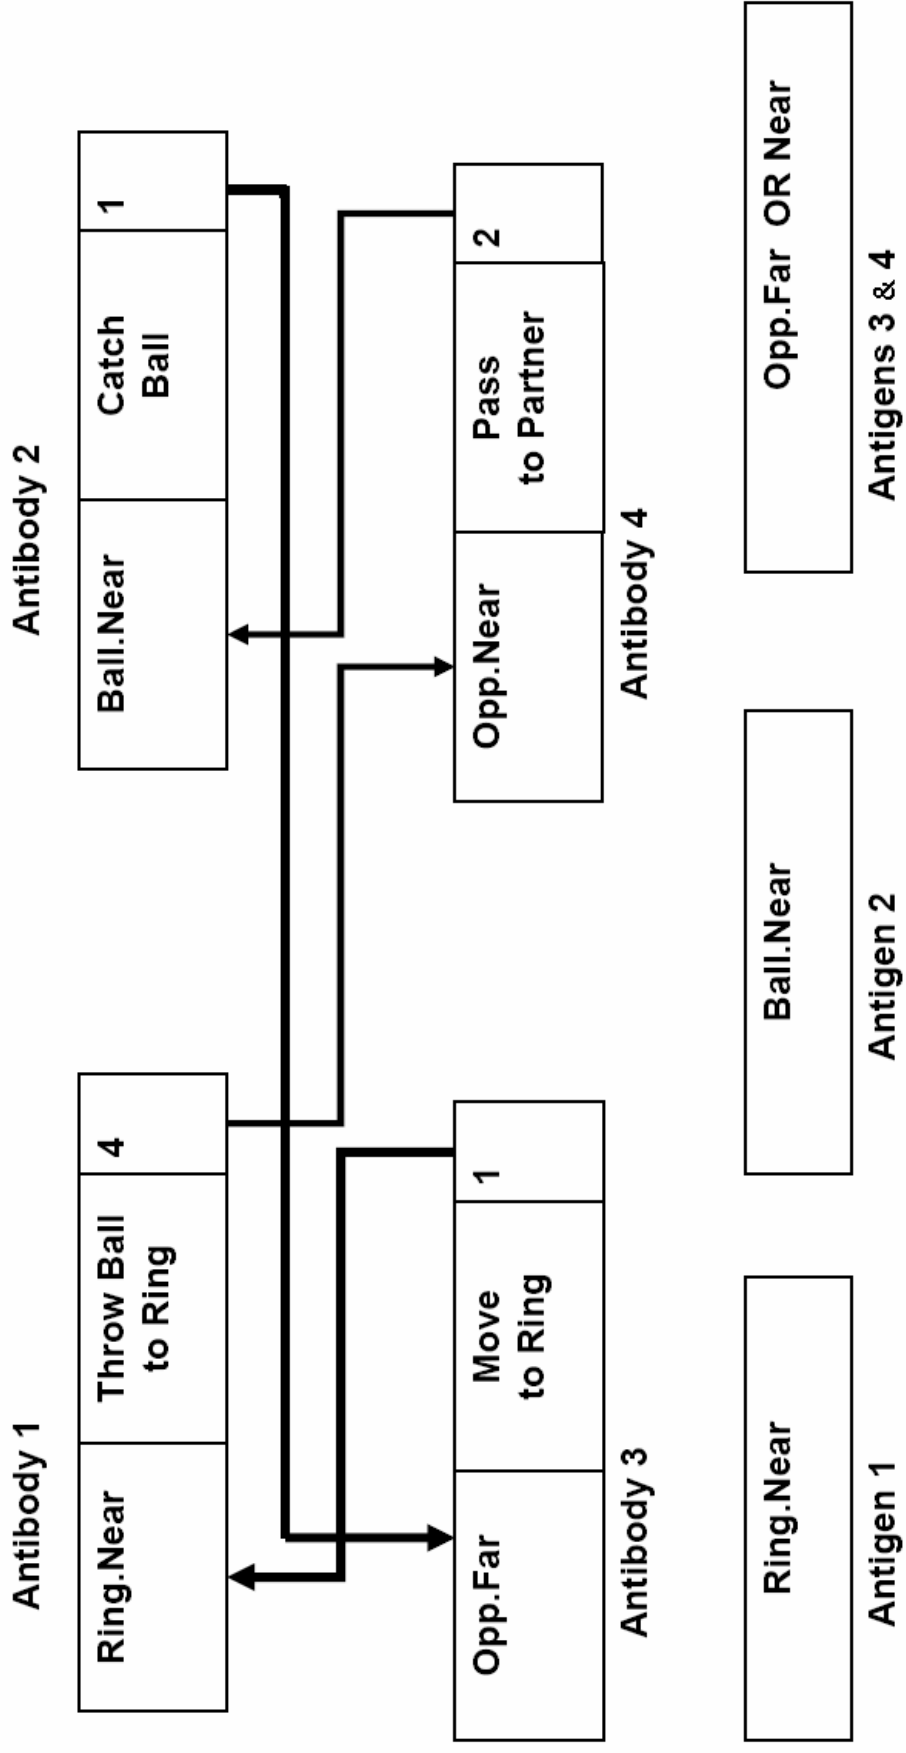 Antibody 1
Antibody 2
Ring.Near
Throw Ball
to Ring
4
Ball.Near
Catch
Ball
1
Opp.Far
Move
to Ring
1
Opp.Near
Pass
to Partner
2
Antibody 3
Antibody 4
Ring.Near
Ball.Near
Opp.Far OR Near
Antigen 1
Antigen 2
Antigens 3 & 4